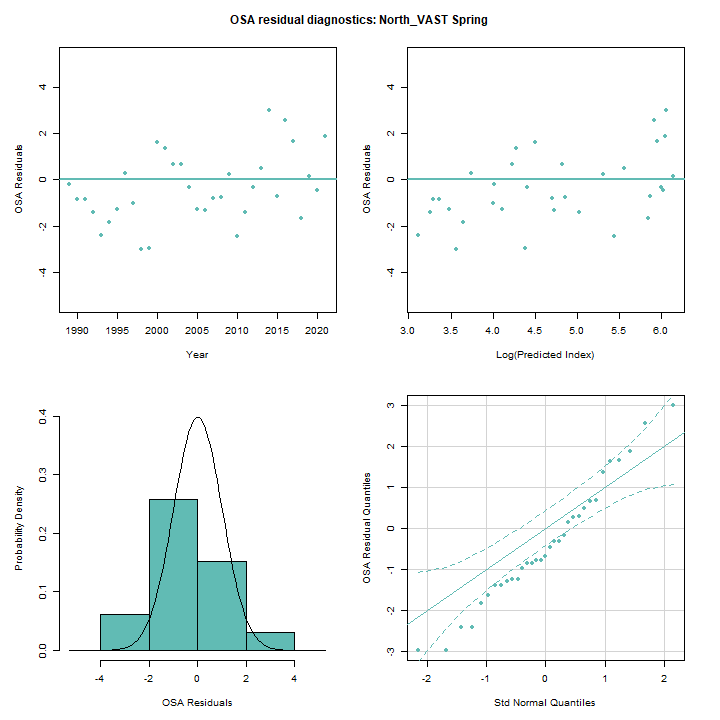 OSA residual diagnostics: North_VAST Spring
OSA Residuals
4
2
0
-2
-4
1990 1995 2000 2005 2010 2015 2020
Year
OSA Residuals
4
2
0
-2
-4
3.0 3.5 4.0 4.5 5.0 5.5 6.0
Log(Predicted Index)
Probability Density
0.4
0.3
0.2
0.1
0.0
-4 -2 0 2 4
OSA Residuals
OSA Residual Quantiles
3
2
1
0
-1
-2
-3
-2 -1 0 1 2
Std Normal Quantiles